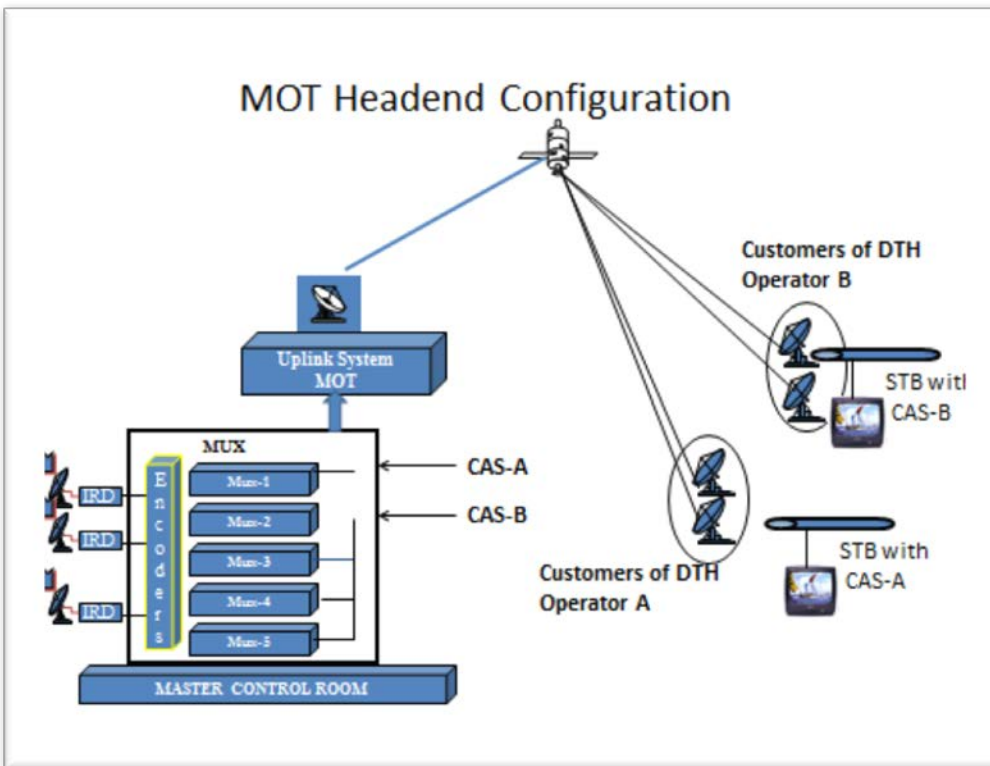 MOT Headend Configuration
Customers of DTH
Operator B
Uplink System
MOT
STB witl
CAS-B
MUX
Encoders
Mux-1
Mux-2
Mux-3
Mux-4
Mux-5
IRD
IRD
IRD
CAS-A
CAS-B
Customers of DTH
Operator A
STB with
CAS-A
MASTER CONTROL ROOM